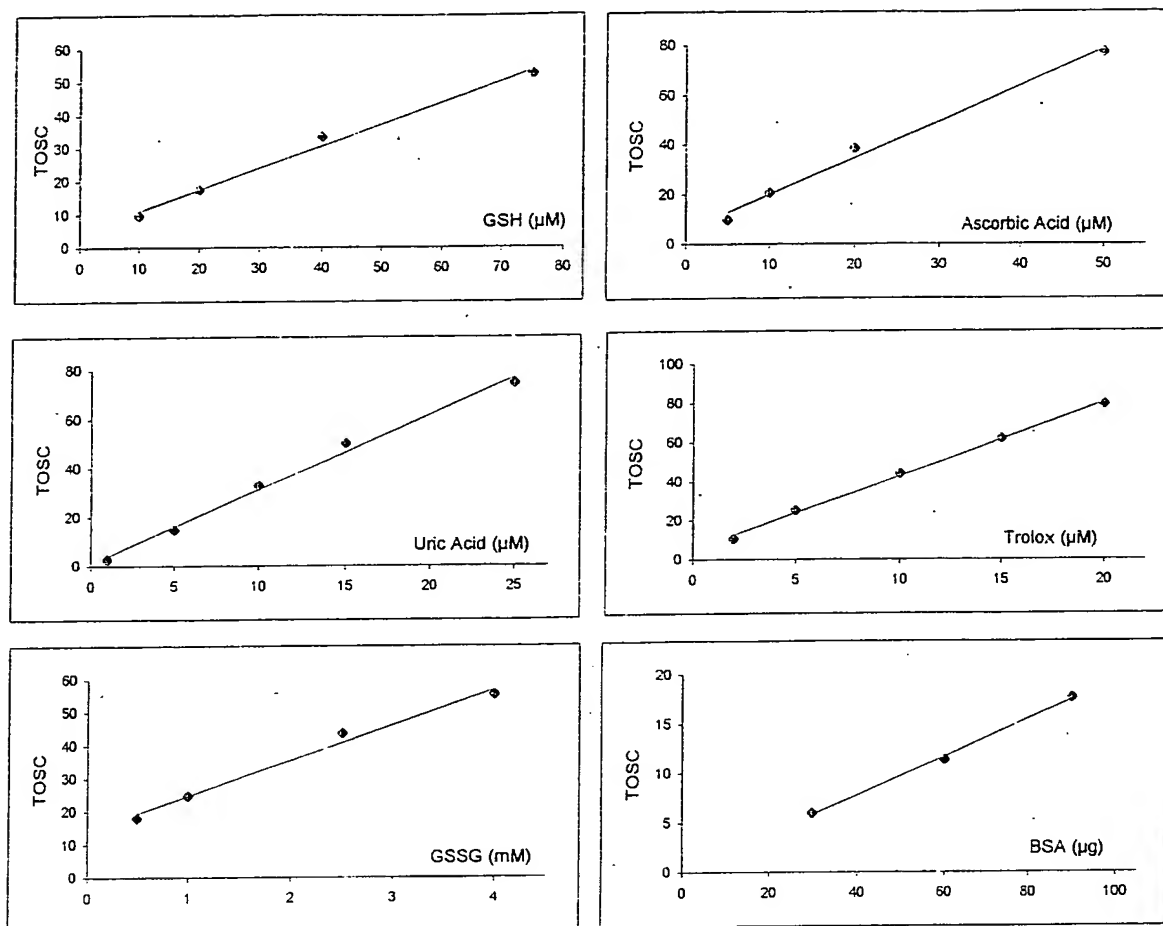 60
50
40
30
20
10
0
TOSC
GSH (µM)
0 10 20 30 40 50 60 70 80
80
60
40
20
0
TOSC
Ascorbic Acid (µM)
0 10 20 30 40 50
80
60
40
20
0
TOSC
Uric Acid (µM)
0 5 10 15 20 25
100
80
60
40
20
0
TOSC
Trolox (µM)
0 5 10 15 20
60
50
40
30
20
10
0
TOSC
GSSG (mM)
0 1 2 3 4
20
15
10
5
0
TOSC
BSA (µg)
0 20 40 60 80 100